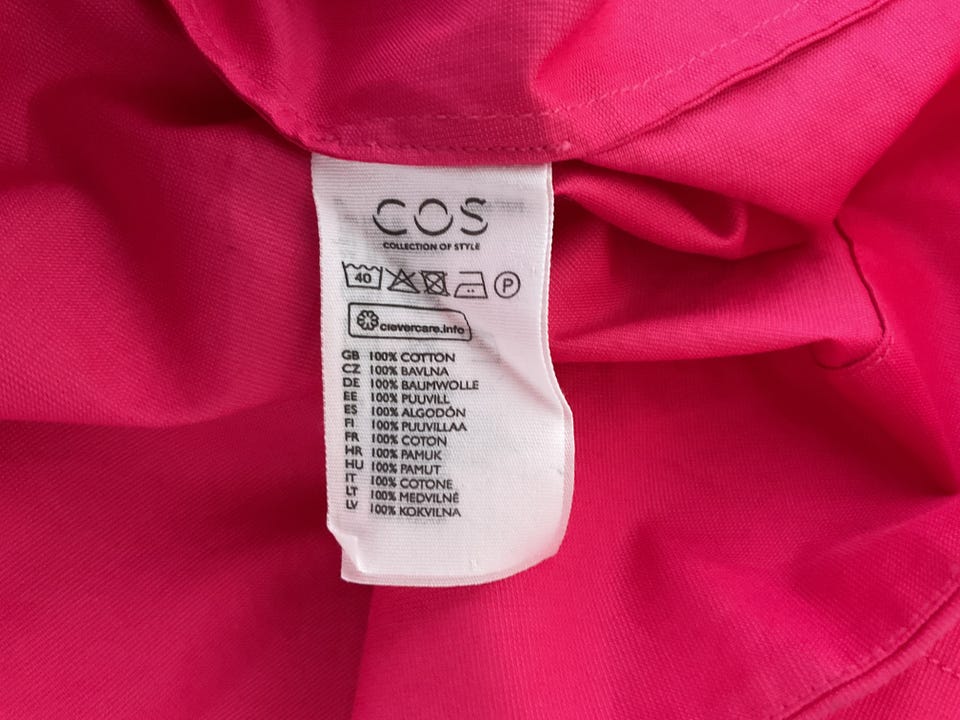 COS
COLLECTION OF STYLE
40 P
clevercare.info
GB 100% COTTON
CZ 100% BAVLNA
DE 100% BAUMWOLLE
EE 100% PUUVILL
ES 100% ALGODÓN
FI 100% PUUVILLAA
FR 100% COTON
HR 100% PAMUK
HU 100% PAMUT
IT 100% COTONE
LT 100% MEDVILNĖ
LV 100% KOKVILNA